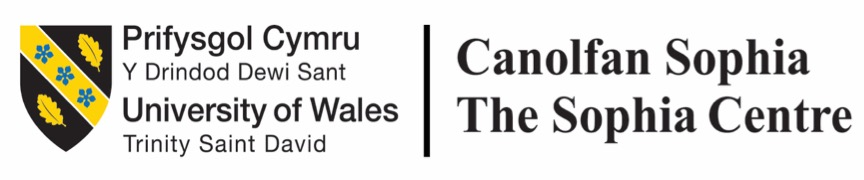 Prifysgol Cymru
Y Drindod Dewi Sant
University of Wales
Trinity Saint David
Canolfan Sophia
The Sophia Centre